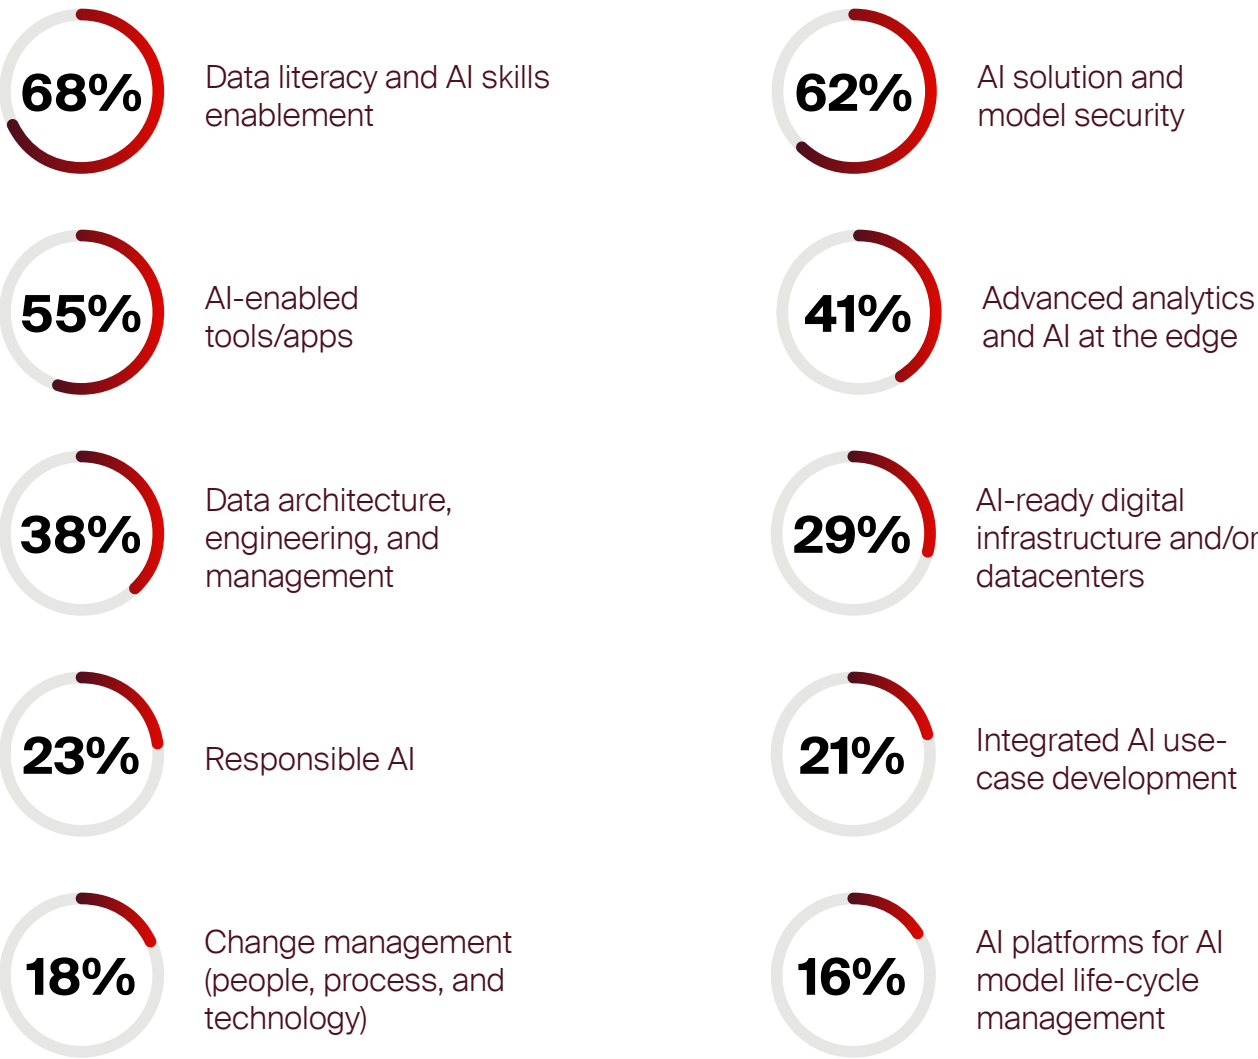 68%
Data literacy and AI skills
enablement
62%
AI solution and
model security
55%
AI-enabled
tools/apps
41%
Advanced analytics
and AI at the edge
38%
Data architecture,
engineering, and
management
29%
AI-ready digital
infrastructure and/or
datacenters
23%
Responsible AI
21%
Integrated AI use-
case development
18%
Change management
(people, process, and
technology)
16%
AI platforms for AI
model life-cycle
management